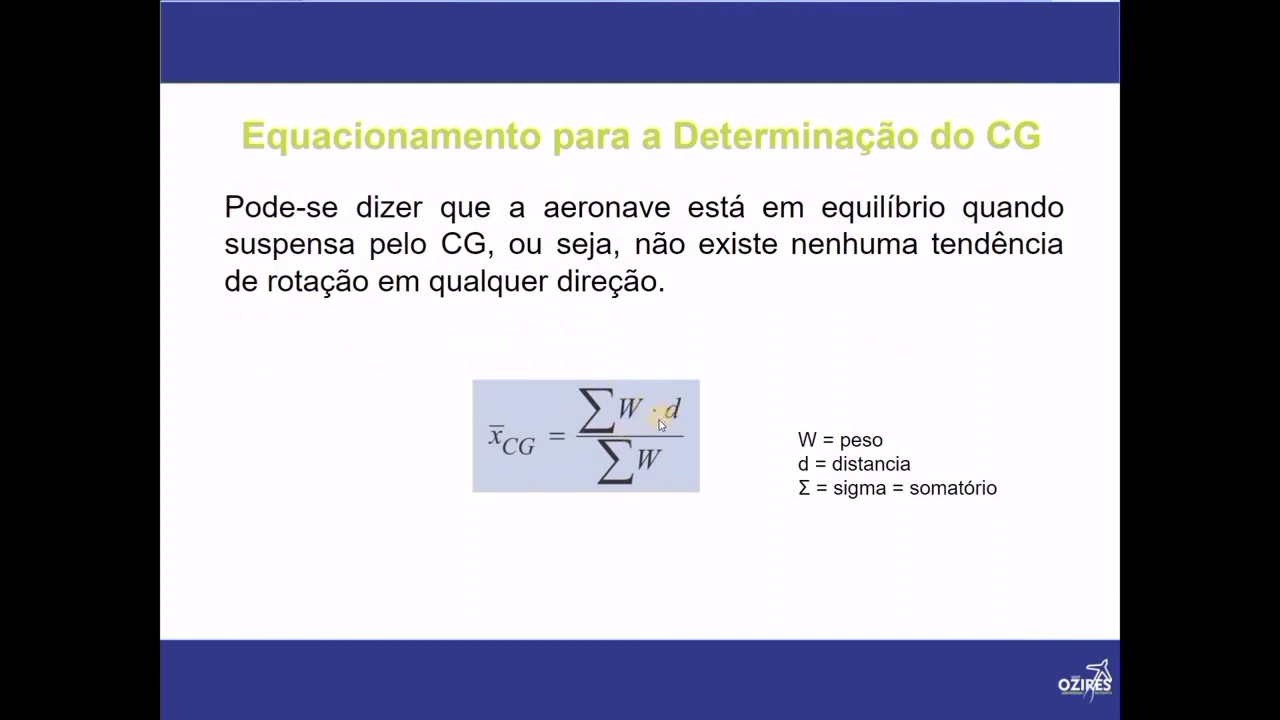 Equacionamento para a Determinação do CG
Pode-se dizer que a aeronave está em equilíbrio quando
suspensa pelo CG, ou seja, não existe nenhuma tendência
de rotação em qualquer direção.
x̅_CG = ∑W · d / ∑W
W = peso
d = distancia
Σ = sigma = somatório
OZIRES